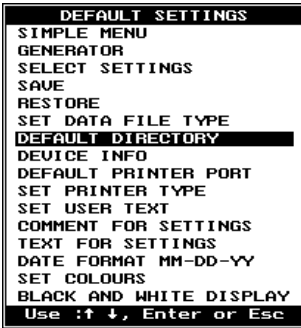 DEFAULT SETTINGS
SIMPLE MENU
GENERATOR
SELECT SETTINGS
SAVE
RESTORE
SET DATA FILE TYPE
DEFAULT DIRECTORY
DEVICE INFO
DEFAULT PRINTER PORT
SET PRINTER TYPE
SET USER TEXT
COMMENT FOR SETTINGS
TEXT FOR SETTINGS
DATE FORMAT MM-DD-YY
SET COLOURS
BLACK AND WHITE DISPLAY
Use :↑ ↓, Enter or Esc